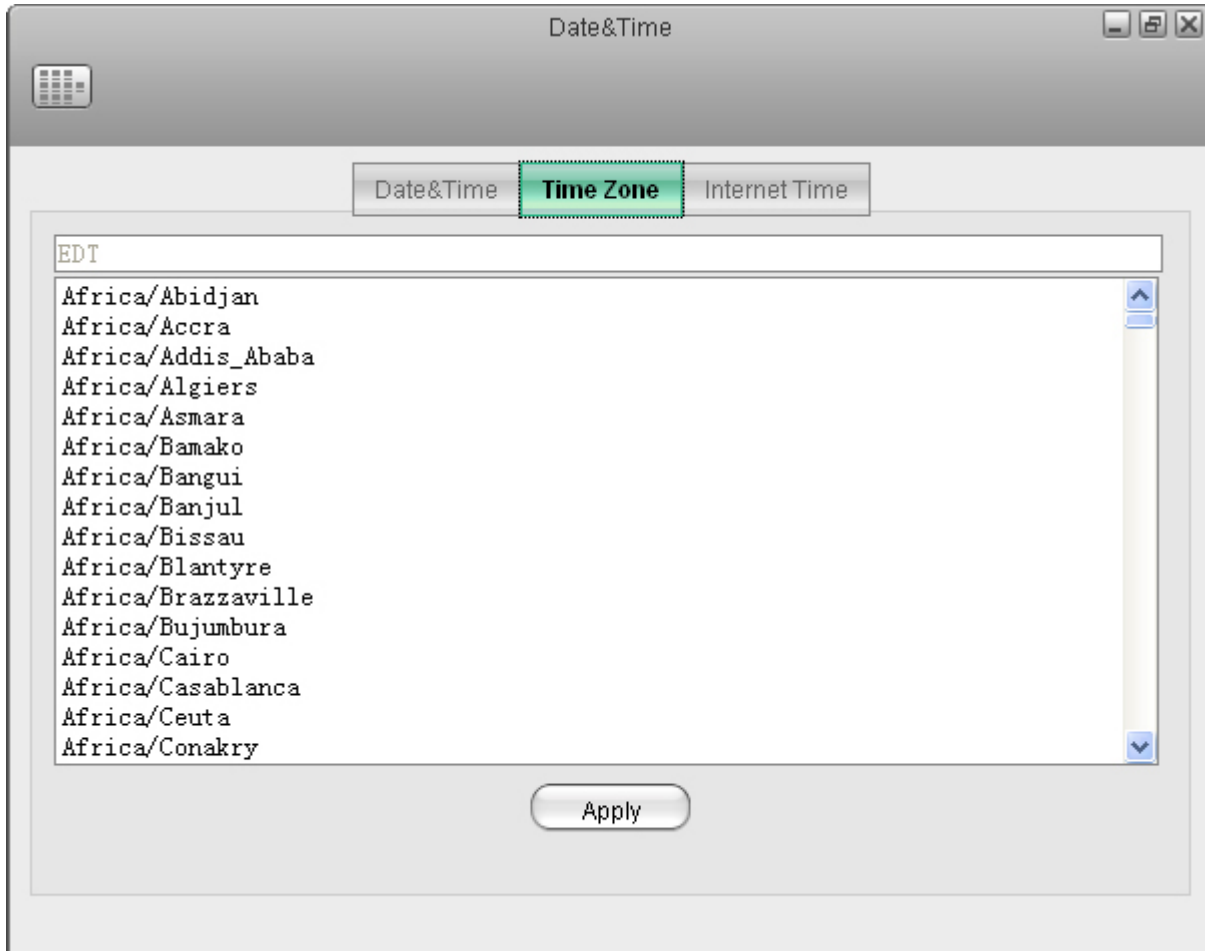 Date&Time
Date&Time Time Zone Internet Time
EDT
Africa/Abidjan
Africa/Accra
Africa/Addis_Ababa
Africa/Algiers
Africa/Asmara
Africa/Bamako
Africa/Bangui
Africa/Banjul
Africa/Bissau
Africa/Blantyre
Africa/Brazzaville
Africa/Bujumbura
Africa/Cairo
Africa/Casablanca
Africa/Ceuta
Africa/Conakry
Apply